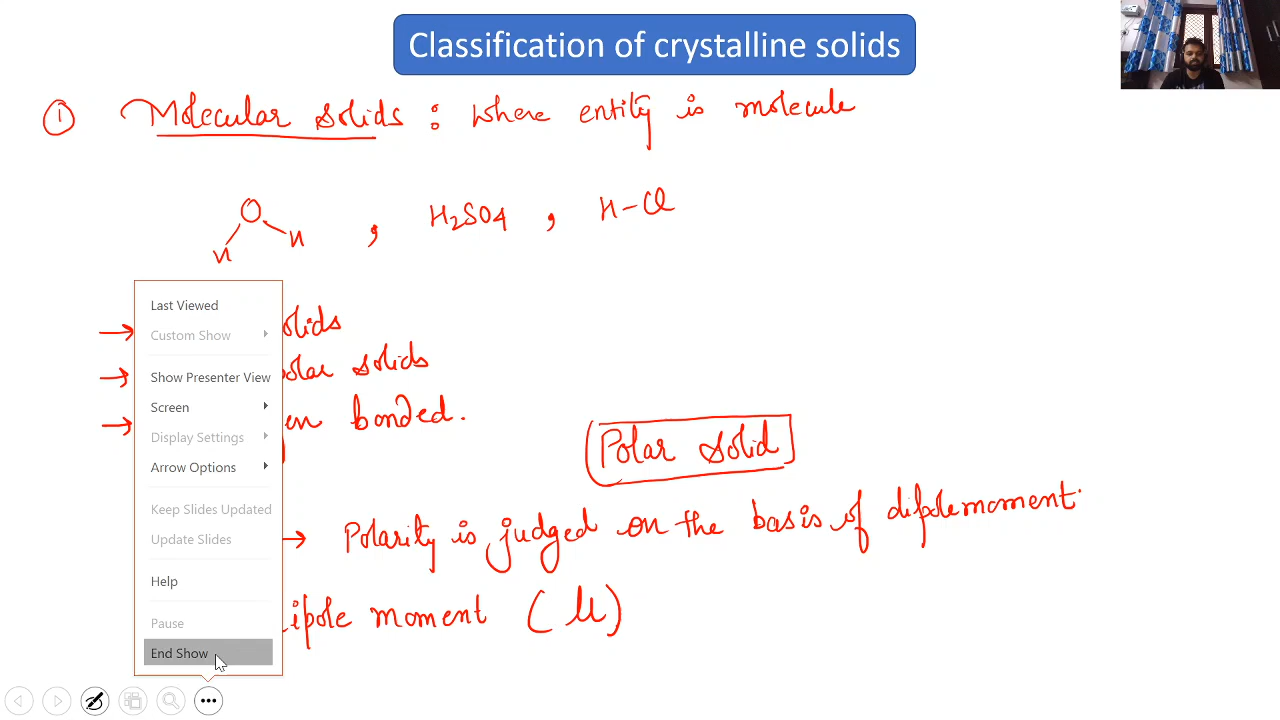 Classification of crystalline solids
① Molecular solids : where entity is molecule
O
H H , H2SO4 , H-Cl
→ olids
→ olar solids
→ en bonded.
Polar Solid
→ Polarity is judged on the basis of dipolemoment.
ipole moment (μ)
Last Viewed
Custom Show
Show Presenter View
Screen
Display Settings
Arrow Options
Keep Slides Updated
Update Slides
Help
Pause
End Show